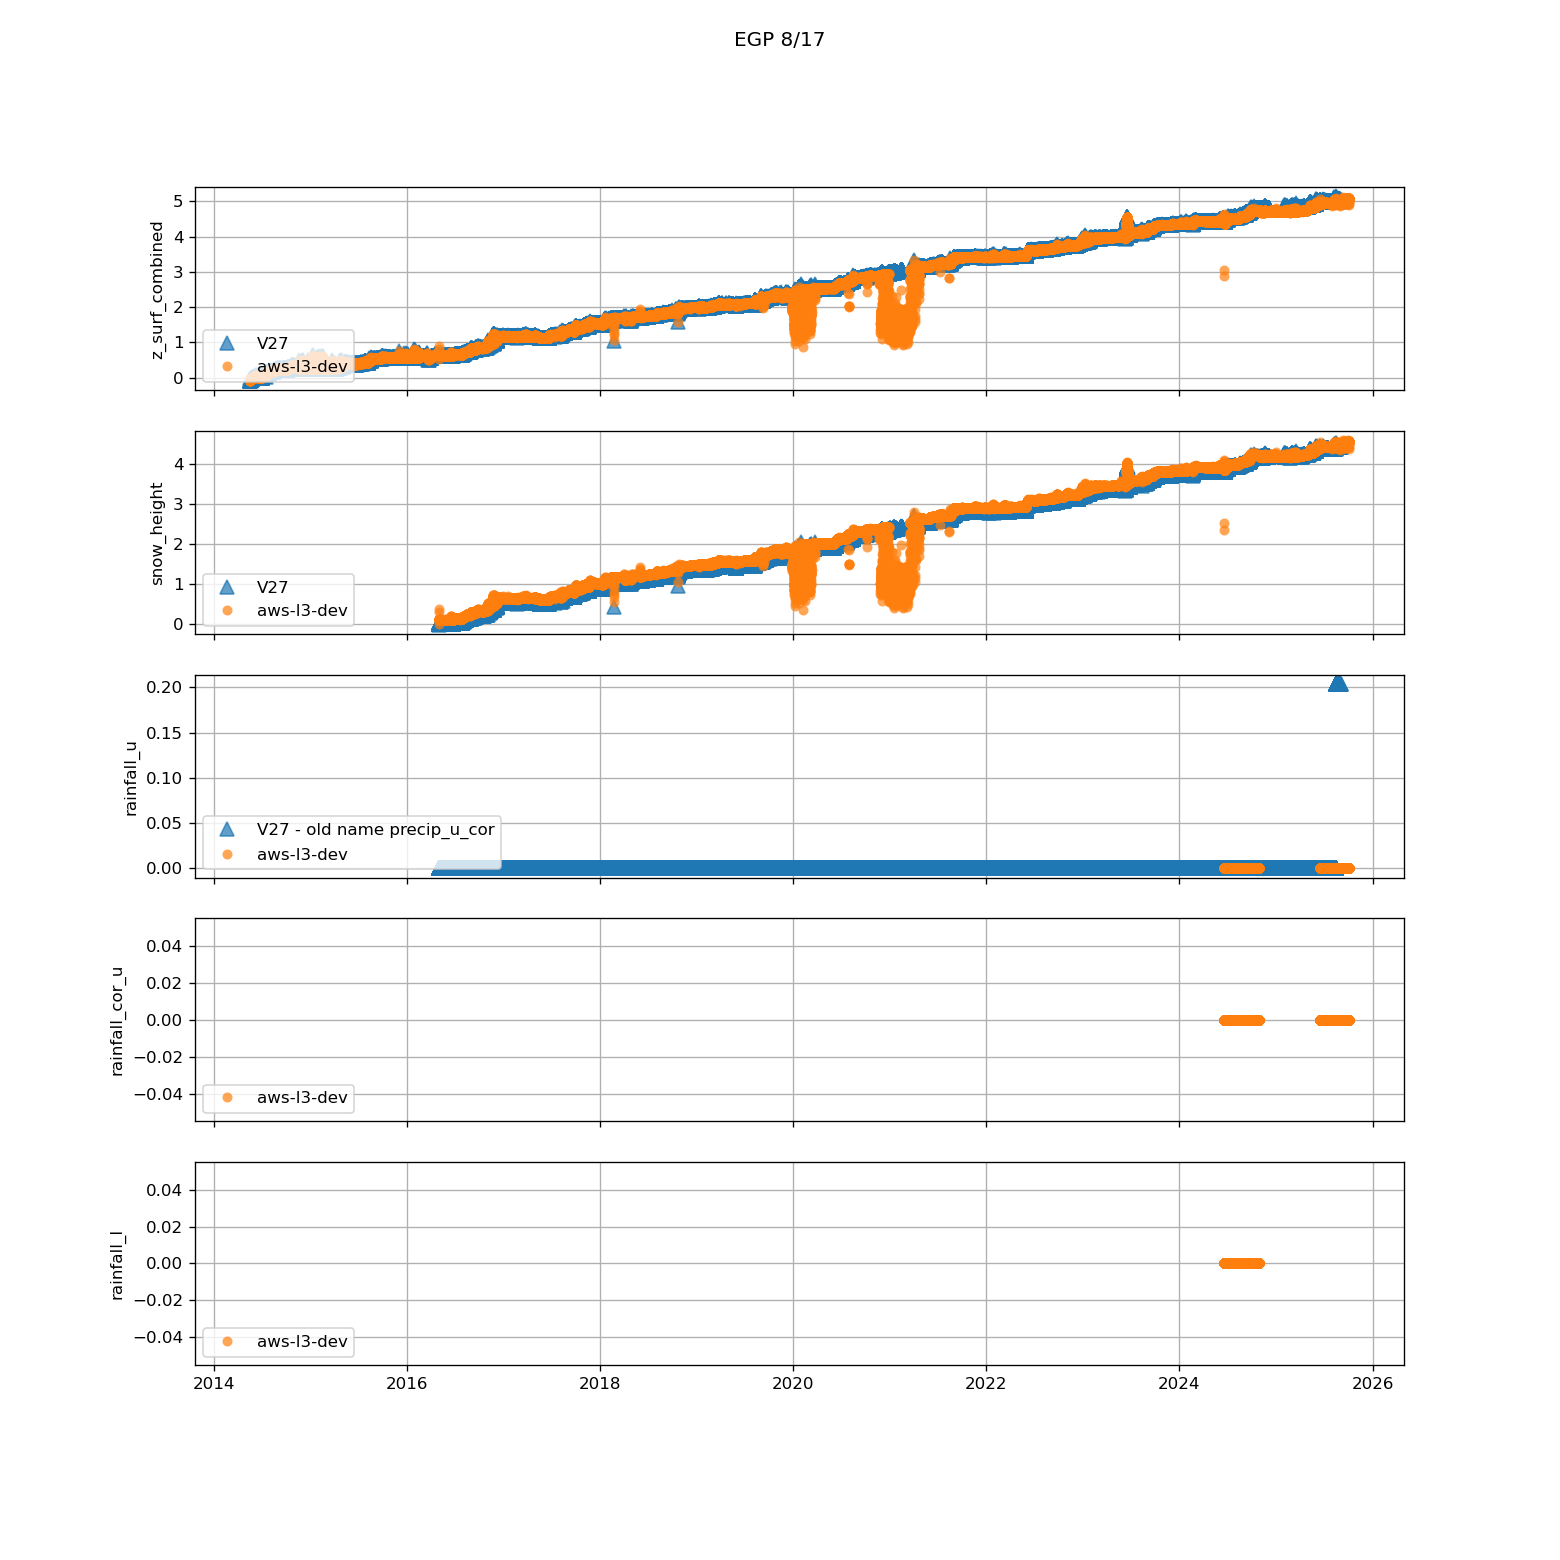 EGP 8/17
z_surf_combined
5
4
3
2
1
0
V27
aws-l3-dev
snow_height
4
3
2
1
0
V27
aws-l3-dev
rainfall_u
0.20
0.15
0.10
0.05
0.00
V27 - old name precip_u_cor
aws-l3-dev
rainfall_cor_u
0.04
0.02
0.00
−0.02
−0.04
aws-l3-dev
rainfall_l
0.04
0.02
0.00
−0.02
−0.04
aws-l3-dev
2014 2016 2018 2020 2022 2024 2026